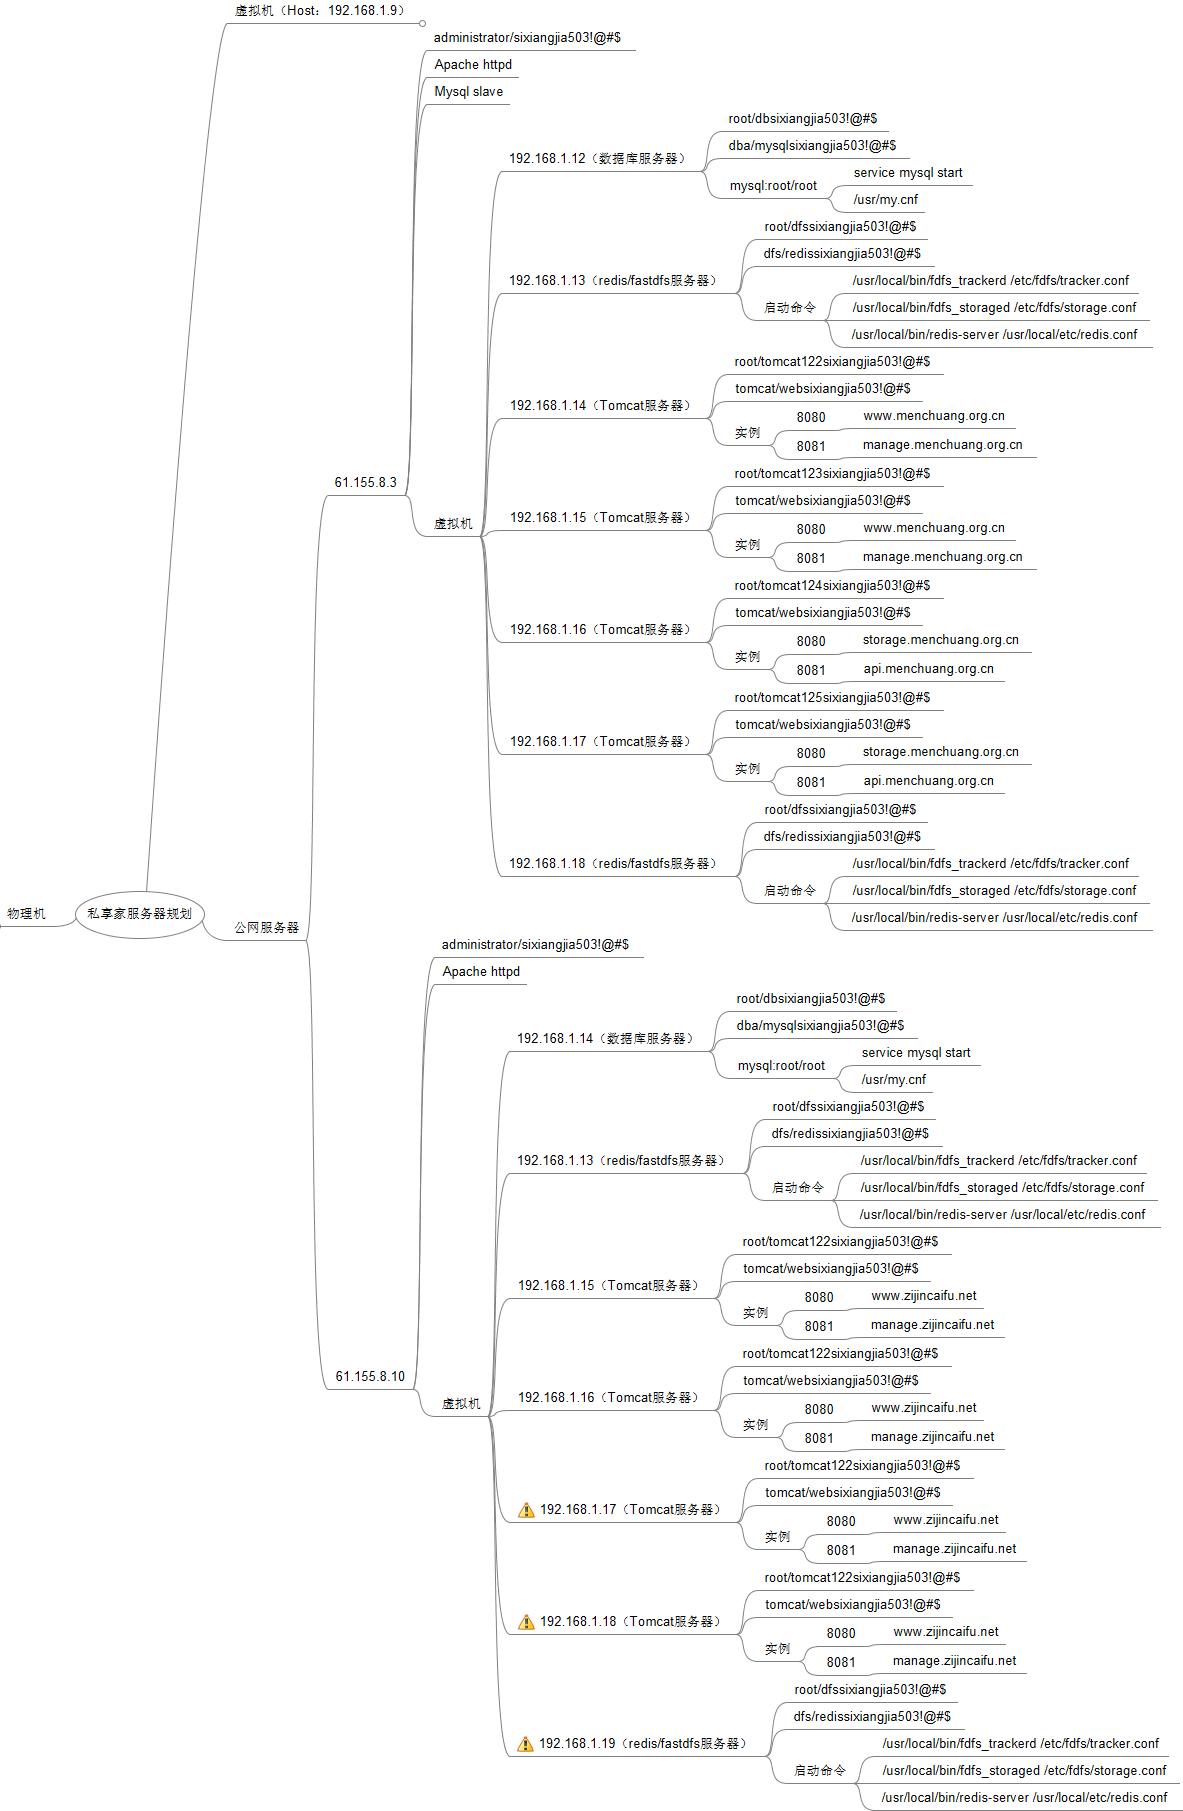 虚拟机（Host：192.168.1.9）
administrator/sixiangjia503!@#$
Apache httpd
Mysql slave
root/dbsixiangjia503!@#$
dba/mysqlsixiangjia503!@#$
192.168.1.12（数据库服务器）
service mysql start
mysql:root/root
/usr/my.cnf
root/dfssixiangjia503!@#$
dfs/redissixiangjia503!@#$
192.168.1.13（redis/fastdfs服务器）
/usr/local/bin/fdfs_trackerd /etc/fdfs/tracker.conf
启动命令
/usr/local/bin/fdfs_storaged /etc/fdfs/storage.conf
/usr/local/bin/redis-server /usr/local/etc/redis.conf
root/tomcat122sixiangjia503!@#$
tomcat/websixiangjia503!@#$
192.168.1.14（Tomcat服务器）
8080 www.menchuang.org.cn
实例
8081 manage.menchuang.org.cn
root/tomcat123sixiangjia503!@#$
61.155.8.3
tomcat/websixiangjia503!@#$
192.168.1.15（Tomcat服务器）
虚拟机
8080 www.menchuang.org.cn
实例
8081 manage.menchuang.org.cn
root/tomcat124sixiangjia503!@#$
tomcat/websixiangjia503!@#$
192.168.1.16（Tomcat服务器）
8080 storage.menchuang.org.cn
实例
8081 api.menchuang.org.cn
root/tomcat125sixiangjia503!@#$
tomcat/websixiangjia503!@#$
192.168.1.17（Tomcat服务器）
8080 storage.menchuang.org.cn
实例
8081 api.menchuang.org.cn
root/dfssixiangjia503!@#$
dfs/redissixiangjia503!@#$
192.168.1.18（redis/fastdfs服务器）
/usr/local/bin/fdfs_trackerd /etc/fdfs/tracker.conf
启动命令
/usr/local/bin/fdfs_storaged /etc/fdfs/storage.conf
/usr/local/bin/redis-server /usr/local/etc/redis.conf
物理机
私享家服务器规划
公网服务器
administrator/sixiangjia503!@#$
Apache httpd
root/dbsixiangjia503!@#$
dba/mysqlsixiangjia503!@#$
192.168.1.14（数据库服务器）
service mysql start
mysql:root/root
/usr/my.cnf
root/dfssixiangjia503!@#$
dfs/redissixiangjia503!@#$
192.168.1.13（redis/fastdfs服务器）
/usr/local/bin/fdfs_trackerd /etc/fdfs/tracker.conf
启动命令
/usr/local/bin/fdfs_storaged /etc/fdfs/storage.conf
/usr/local/bin/redis-server /usr/local/etc/redis.conf
root/tomcat122sixiangjia503!@#$
tomcat/websixiangjia503!@#$
192.168.1.15（Tomcat服务器）
8080 www.zijincaifu.net
实例
8081 manage.zijincaifu.net
root/tomcat122sixiangjia503!@#$
61.155.8.10
tomcat/websixiangjia503!@#$
192.168.1.16（Tomcat服务器）
虚拟机
8080 www.zijincaifu.net
实例
8081 manage.zijincaifu.net
root/tomcat122sixiangjia503!@#$
tomcat/websixiangjia503!@#$
192.168.1.17（Tomcat服务器）
8080 www.zijincaifu.net
实例
8081 manage.zijincaifu.net
root/tomcat122sixiangjia503!@#$
tomcat/websixiangjia503!@#$
192.168.1.18（Tomcat服务器）
8080 www.zijincaifu.net
实例
8081 manage.zijincaifu.net
root/dfssixiangjia503!@#$
dfs/redissixiangjia503!@#$
192.168.1.19（redis/fastdfs服务器）
/usr/local/bin/fdfs_trackerd /etc/fdfs/tracker.conf
启动命令
/usr/local/bin/fdfs_storaged /etc/fdfs/storage.conf
/usr/local/bin/redis-server /usr/local/etc/redis.conf